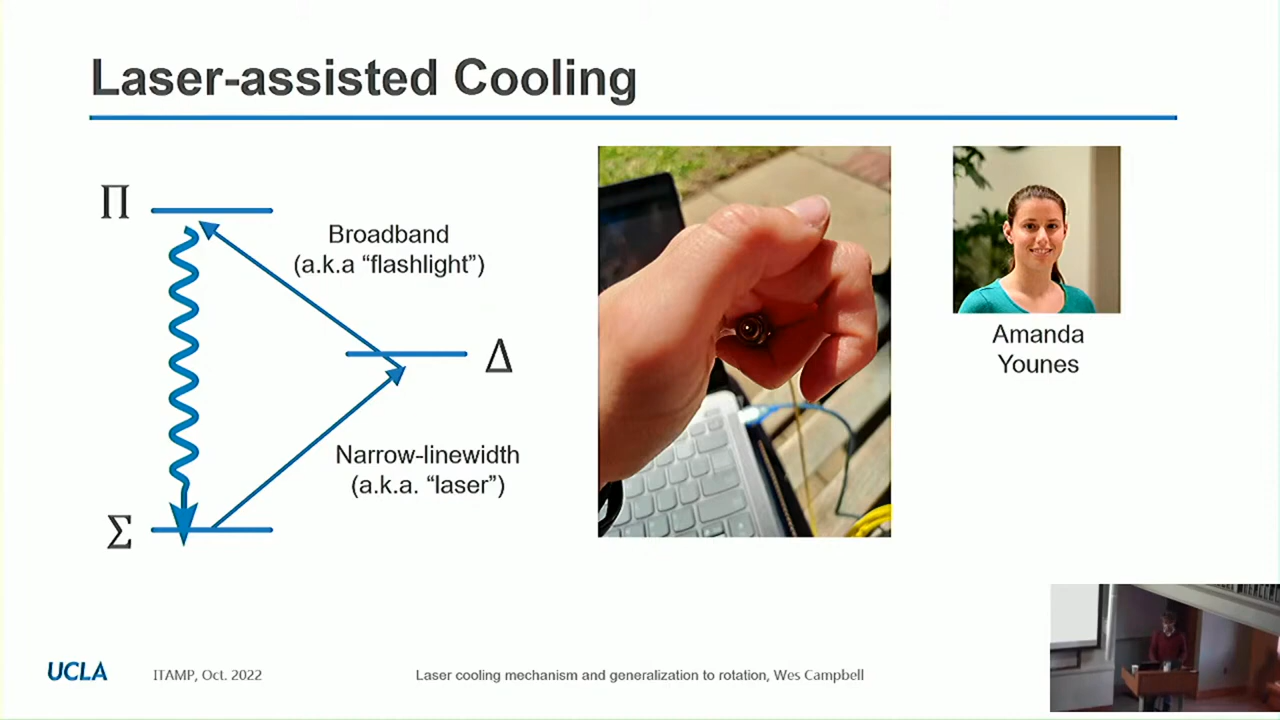 Laser-assisted Cooling
Π
Broadband
(a.k.a “flashlight”)
Δ
Narrow-linewidth
(a.k.a. “laser”)
Σ
Amanda
Younes
UCLA
ITAMP, Oct. 2022
Laser cooling mechanism and generalization to rotation, Wes Campbell